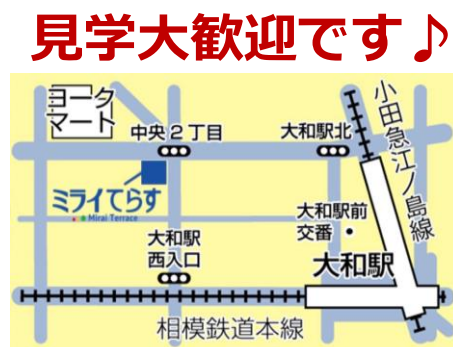 見学大歓迎です♪
ヨークマート
中央２丁目
大和駅北
小田急江ノ島線
ミライてらす
Mirai Terrace
大和駅前
交番
大和駅
西入口
大和駅
相模鉄道本線